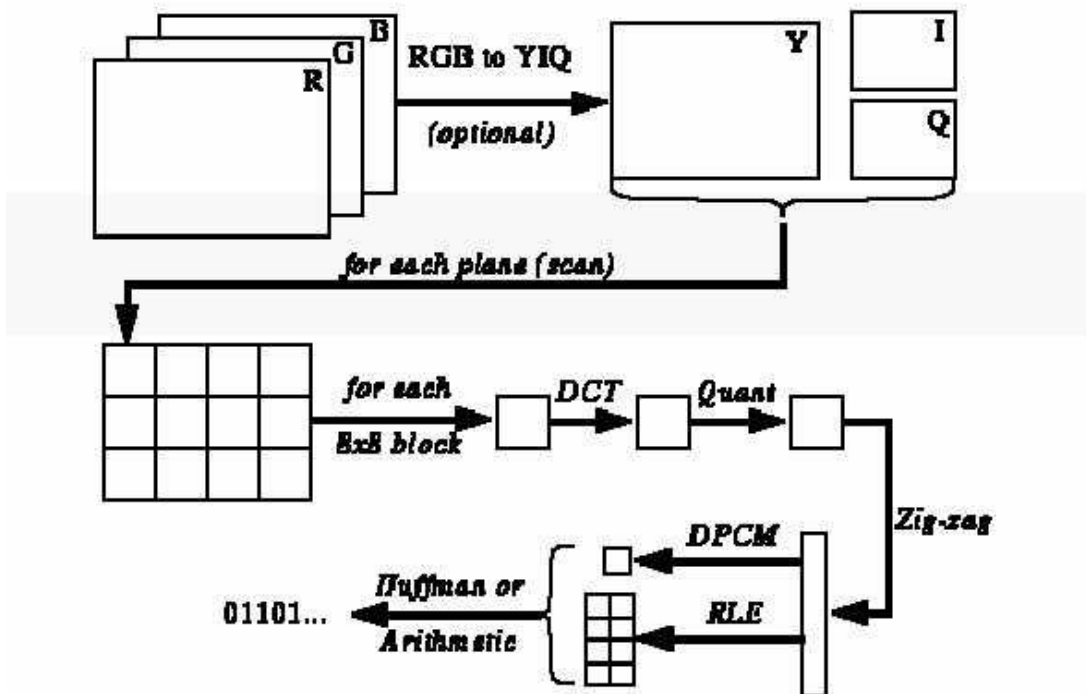 B
G
R
RGB to YIQ
(optional)
Y
I
Q
for each plane (scan)
for each
8x8 block
DCT
Quant
Zig-zag
DPCM
RLE
Huffman or
Arithmetic
01101...